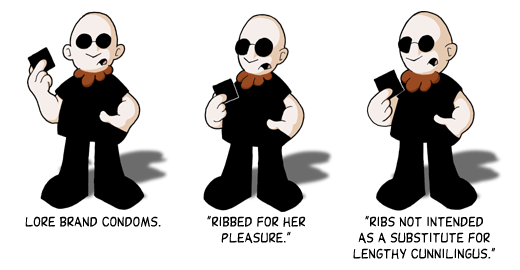 LORE BRAND CONDOMS.
"RIBBED FOR HER
PLEASURE."
"RIBS NOT INTENDED
AS A SUBSTITUTE FOR
LENGTHY CUNNILINGUS."